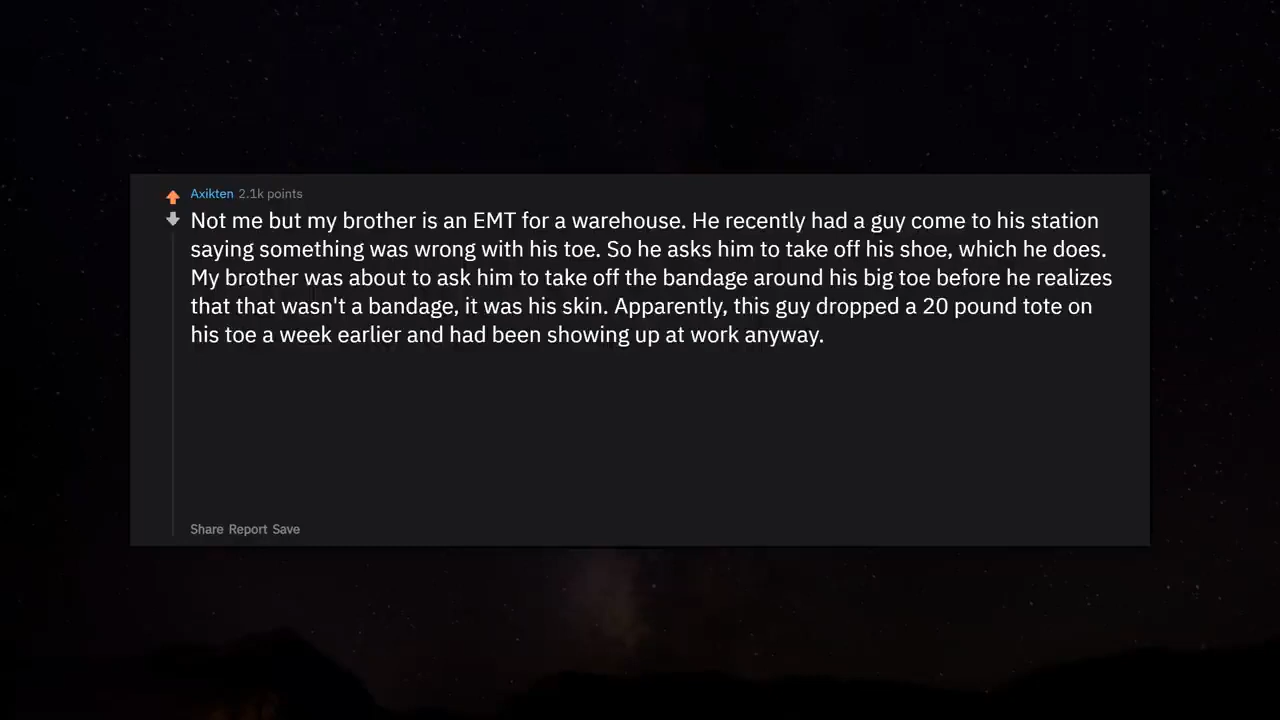 Axikten 2.1k points
Not me but my brother is an EMT for a warehouse. He recently had a guy come to his station
saying something was wrong with his toe. So he asks him to take off his shoe, which he does.
My brother was about to ask him to take off the bandage around his big toe before he realizes
that that wasn't a bandage, it was his skin. Apparently, this guy dropped a 20 pound tote on
his toe a week earlier and had been showing up at work anyway.
Share Report Save